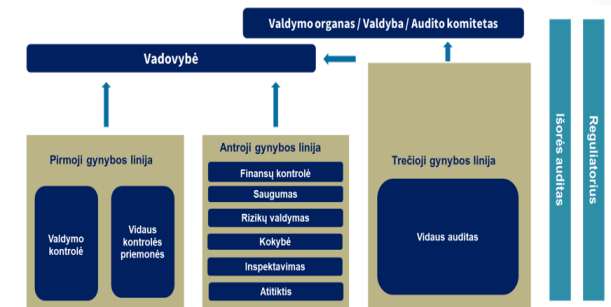 Valdymo organas / Valdyba / Audito komitetas
Vadovybė
Pirmoji gynybos linija
Valdymo
kontrolė
Vidaus
kontrolės
priemonės
Antroji gynybos linija
Finansų kontrolė
Saugumas
Rizikų valdymas
Kokybė
Inspektavimas
Atitiktis
Trečioji gynybos linija
Vidaus auditas
Išorės auditas
Reguliatorius